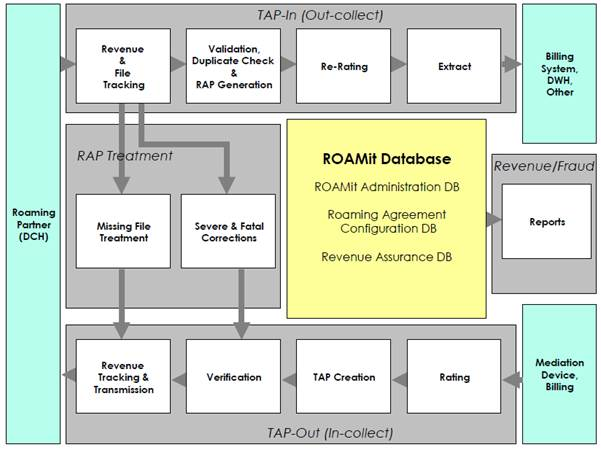 TAP-In (Out-collect)
Revenue
&
File
Tracking
Validation,
Duplicate Check
&
RAP Generation
Re-Rating
Extract
Billing
System,
DWH,
Other
RAP Treatment
ROAMit Database
ROAMit Administration DB
Roaming Agreement
Configuration DB
Revenue Assurance DB
Revenue/Fraud
Reports
Roaming
Partner
(DCH)
Missing File
Treatment
Severe & Fatal
Corrections
Revenue
Tracking &
Transmission
Verification
TAP Creation
Rating
Mediation
Device,
Billing
TAP-Out (In-collect)